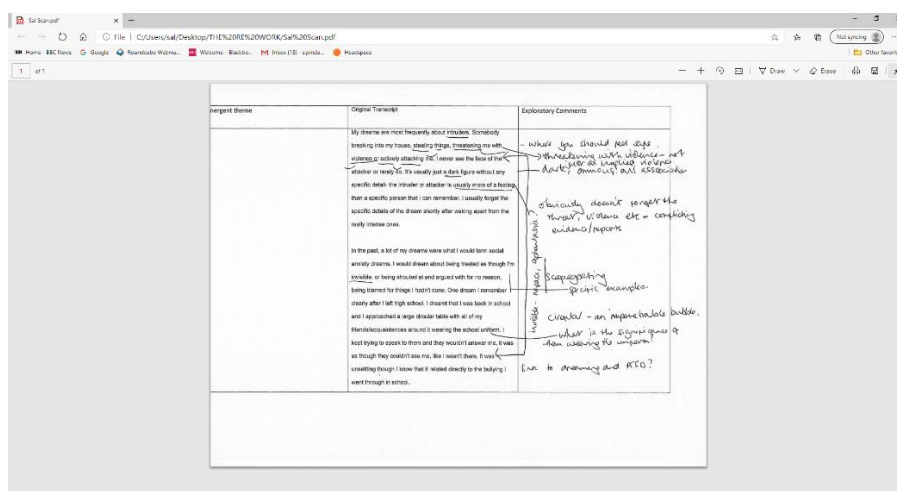 Sal Scan.pdf
File | C:/Users/sal/Desktop/THE%20RE%20WORK/Sal%20Scan.pdf
Not syncing
Home BBC News Google Roundcube Webma... Welcome - Blackbo... Headspace
Other favorit
1 of 1
Draw Erase
mergent theme
Original Transcript
Exploratory Comments
My dreams are most frequently about intruders. Somebody
breaking into my house, stealing things, threatening me with
violence or actively attacking me. I never see the face of the
attacker or rarely do. It's usually just a dark figure without any
specific detail- the intruder or attacker is usually more of a feeling
than a specific person that I can remember. I usually forget the
specific details of the dream shortly after waking apart from the
really intense ones.
In the past, a lot of my dreams were what I would term social
anxiety dreams. I would dream about being treated as though I'm
invisible, or being shouted at and argued with for no reason,
being blamed for things I hadn't done. One dream I remember
clearly after I left high school. I dreamt that I was back in school
and I approached a large circular table with all of my
friends/acquaintances around it wearing the school uniform. I
kept trying to speak to them and they wouldn't answer me, it was
as though they couldn't see me, like I wasn't there. It was
unsettling though I know that it related directly to the bullying I
went through in school.
- where you should feel safe.
threatening with violence - not
implied violence
- dark, ominous, evil
obviously doesn't forget the
threat, violence etc - conflicting
evidence/reports
invisible -
Scapegoating
specific examples.
circular - an impenetrable bubble.
what is the significance of
them wearing the uniform?
link to dreaming and